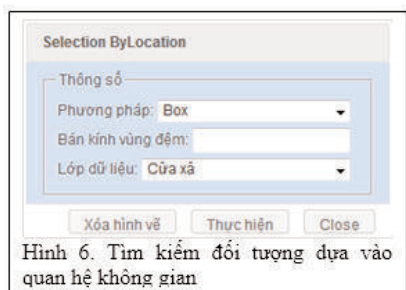 Selection ByLocation
Thông số
Phương pháp: Box
Bán kính vùng đệm:
Lớp dữ liệu: Cửa xả
Xóa hình vẽ Thực hiện Close
Hình 6. Tìm kiếm đối tượng dựa vào
quan hệ không gian